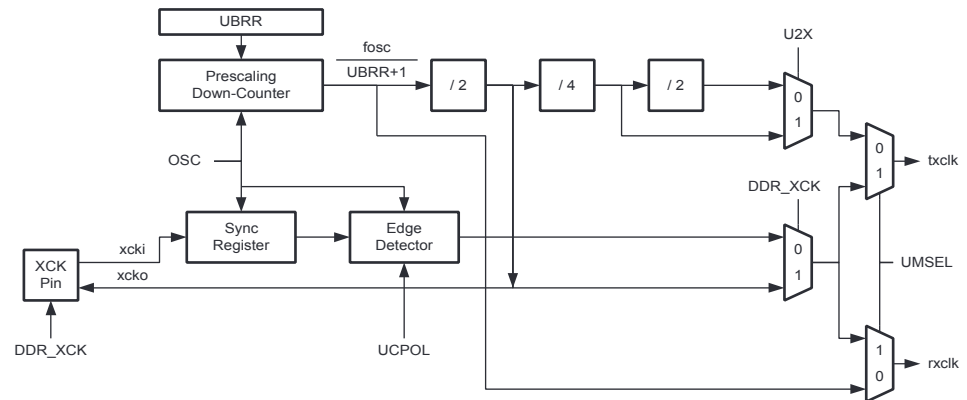 UBRR
U2X
fosc
UBRR+1
Prescaling
Down-Counter
/ 2
/ 4
/ 2
0
1
OSC
0
1
txclk
DDR_XCK
Sync
Register
Edge
Detector
xcki
0
1
XCK
Pin
xcko
UMSEL
DDR_XCK
UCPOL
1
0
rxclk